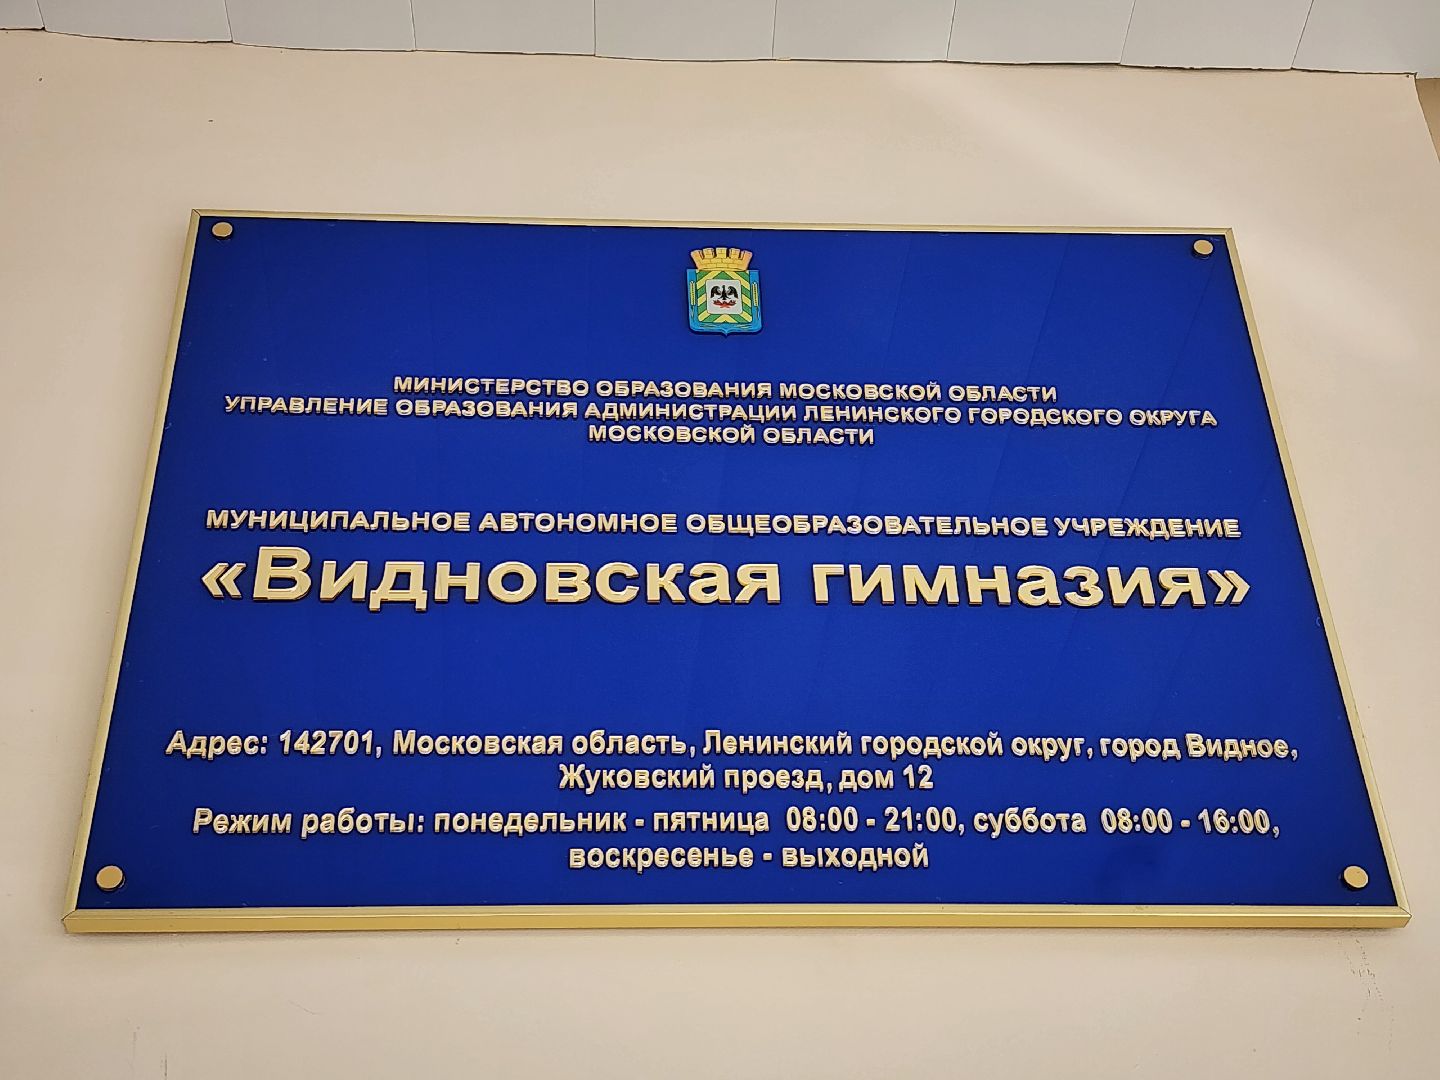 МИНИСТЕРСТВО ОБРАЗОВАНИЯ МОСКОВСКОЙ ОБЛАСТИ
УПРАВЛЕНИЕ ОБРАЗОВАНИЯ АДМИНИСТРАЦИИ ЛЕНИНСКОГО ГОРОДСКОГО ОКРУГА
МОСКОВСКОЙ ОБЛАСТИ
МУНИЦИПАЛЬНОЕ АВТОНОМНОЕ ОБЩЕОБРАЗОВАТЕЛЬНОЕ УЧРЕЖДЕНИЕ
«Видновская гимназия»
Адрес: 142701, Московская область, Ленинский городской округ, город Видное,
Жуковский проезд, дом 12
Режим работы: понедельник - пятница 08:00 - 21:00, суббота 08:00 - 16:00,
воскресенье - выходной